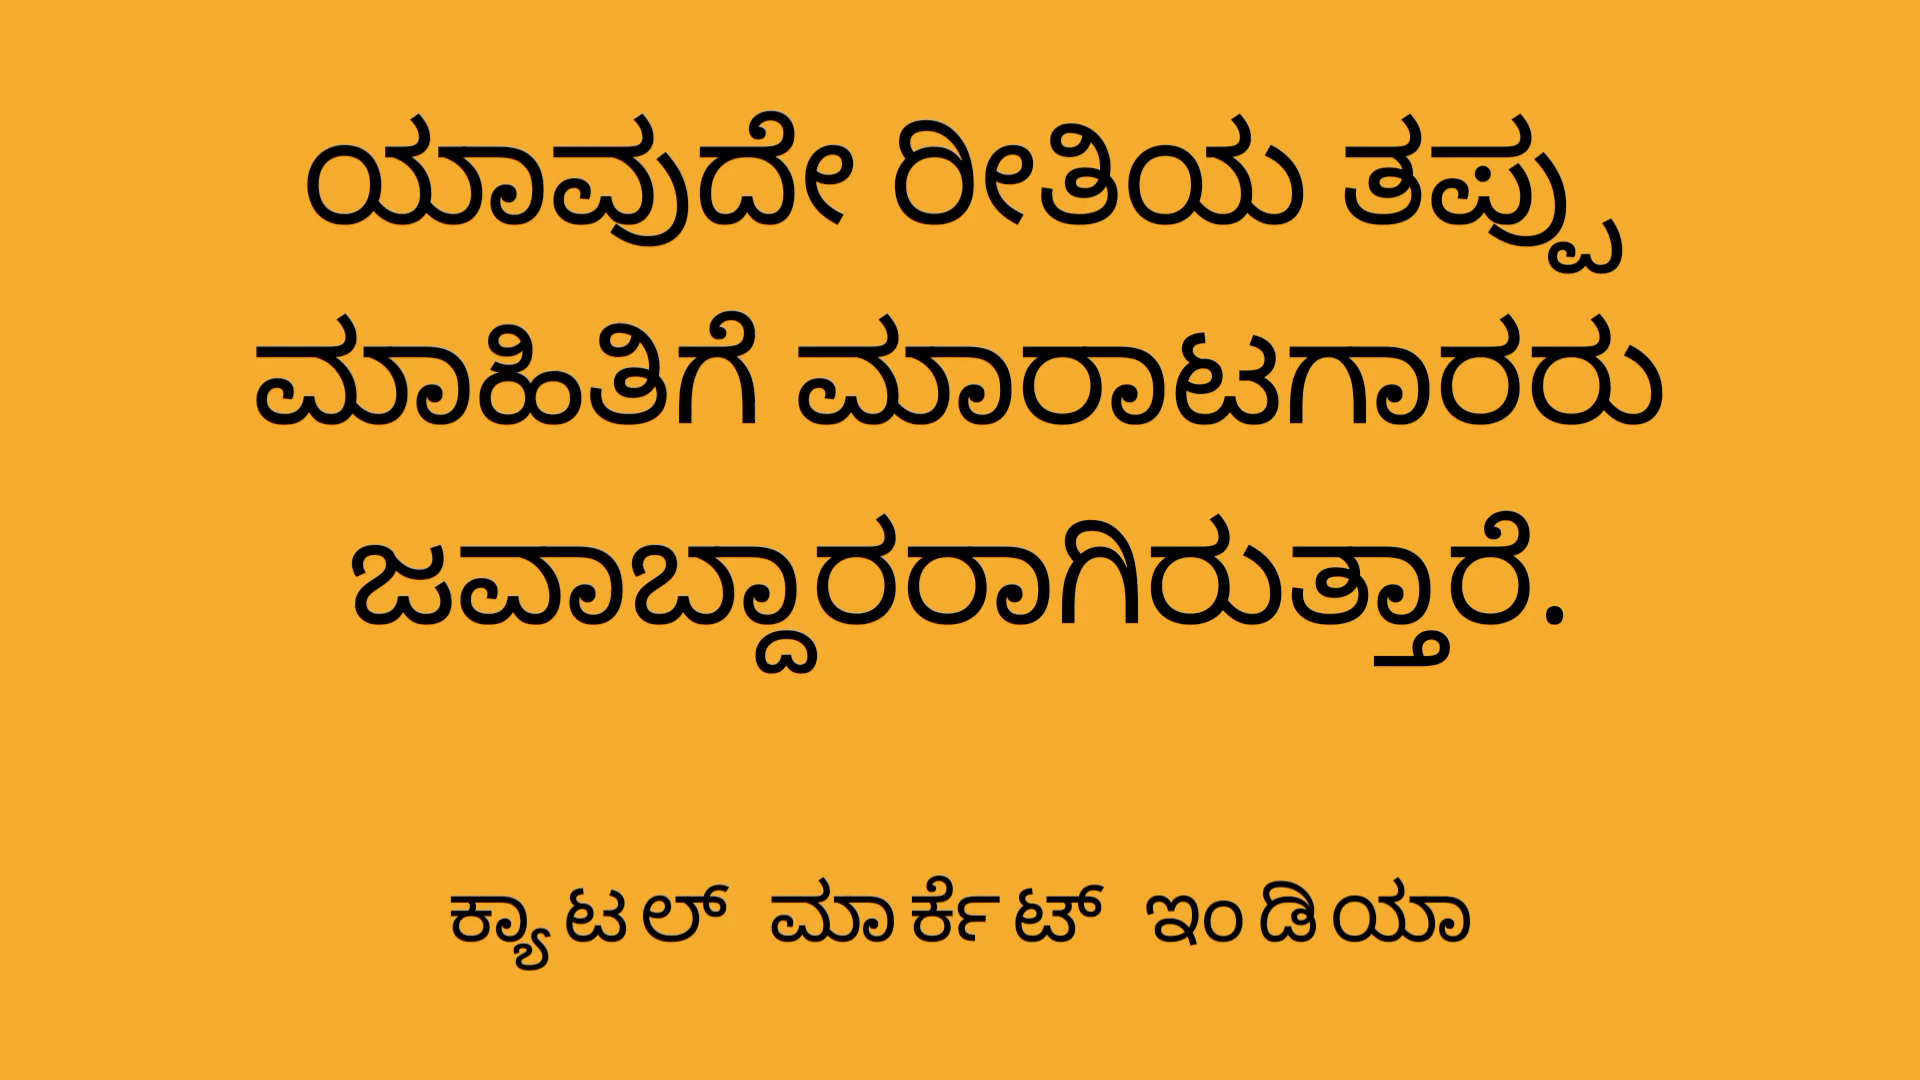 ಯಾವುದೇ ರೀತಿಯ ತಪ್ಪು
ಮಾಹಿತಿಗೆ ಮಾರಾಟಗಾರರು
ಜವಾಬ್ದಾರರಾಗಿರುತ್ತಾರೆ.
ಕ್ಯಾಟಲ್ ಮಾರ್ಕೆಟ್ ಇಂಡಿಯಾ